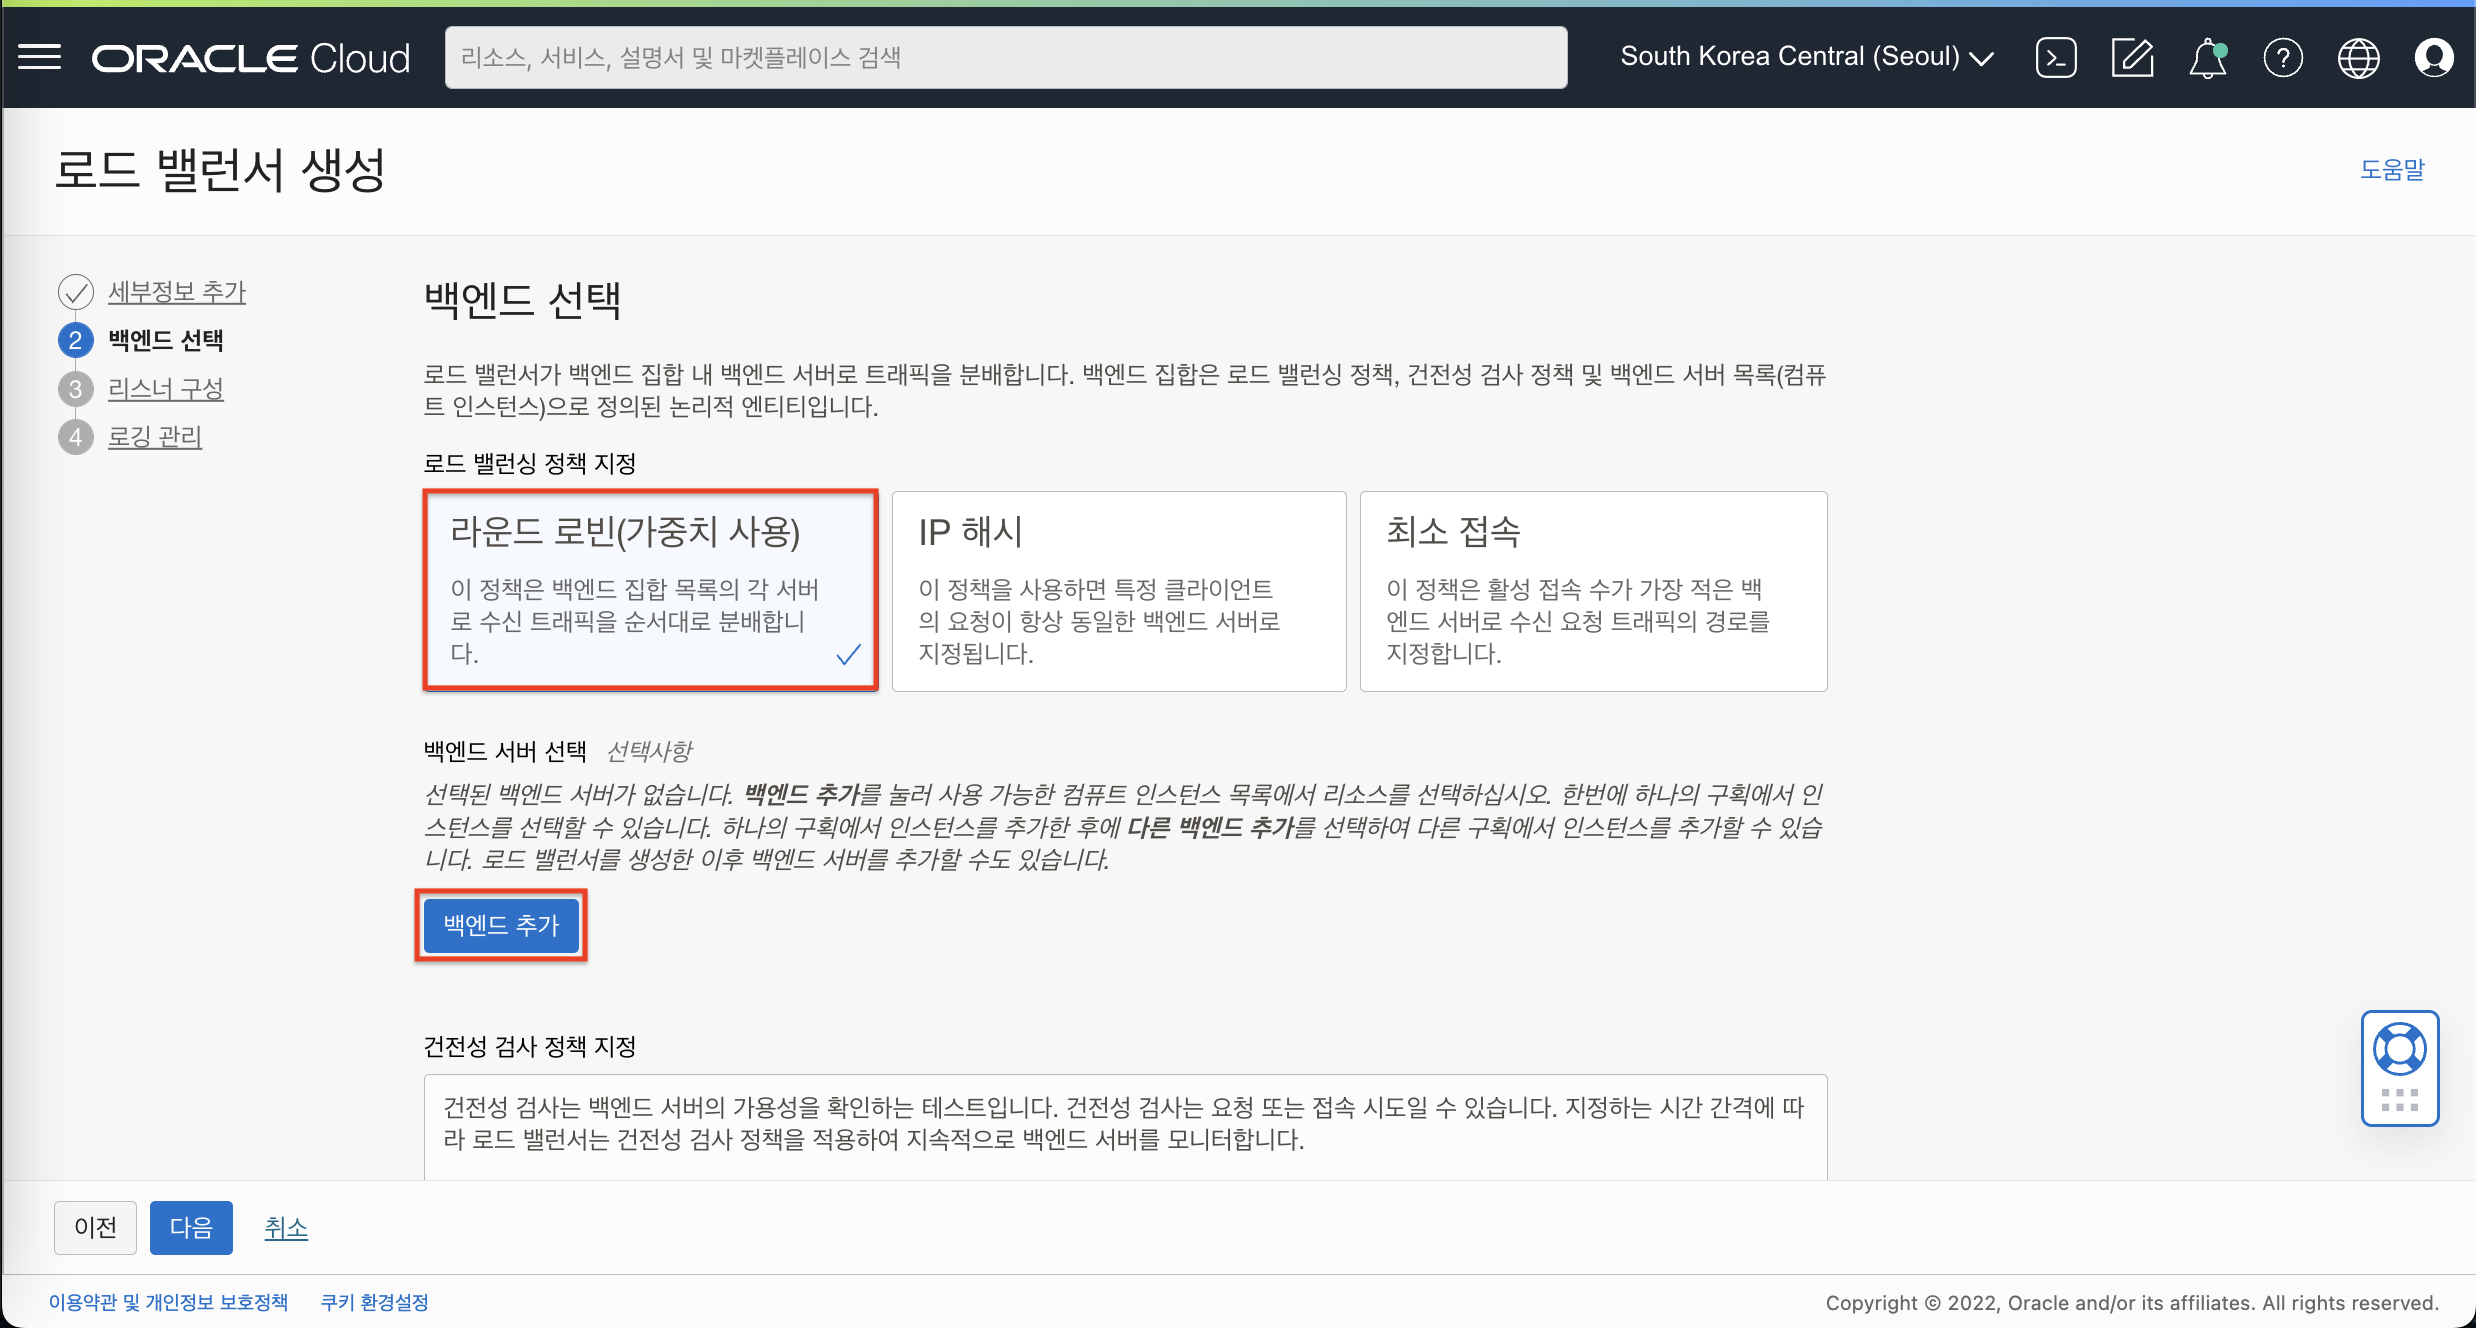 ORACLE Cloud
리소스, 서비스, 설명서 및 마켓플레이스 검색
South Korea Central (Seoul)
로드 밸런서 생성
도움말
세부정보 추가
2 백엔드 선택
3 리스너 구성
4 로깅 관리
백엔드 선택
로드 밸런서가 백엔드 집합 내 백엔드 서버로 트래픽을 분배합니다. 백엔드 집합은 로드 밸런싱 정책, 건전성 검사 정책 및 백엔드 서버 목록(컴퓨
트 인스턴스)으로 정의된 논리적 엔티티입니다.
로드 밸런싱 정책 지정
라운드 로빈(가중치 사용)
이 정책은 백엔드 집합 목록의 각 서버
로 수신 트래픽을 순서대로 분배합니
다.
IP 해시
이 정책을 사용하면 특정 클라이언트
의 요청이 항상 동일한 백엔드 서버로
지정됩니다.
최소 접속
이 정책은 활성 접속 수가 가장 적은 백
엔드 서버로 수신 요청 트래픽의 경로를
지정합니다.
백엔드 서버 선택 선택사항
선택된 백엔드 서버가 없습니다. 백엔드 추가를 눌러 사용 가능한 컴퓨트 인스턴스 목록에서 리소스를 선택하십시오. 한번에 하나의 구획에서 인
스턴스를 선택할 수 있습니다. 하나의 구획에서 인스턴스를 추가한 후에 다른 백엔드 추가를 선택하여 다른 구획에서 인스턴스를 추가할 수 있습
니다. 로드 밸런서를 생성한 이후 백엔드 서버를 추가할 수도 있습니다.
백엔드 추가
건전성 검사 정책 지정
건전성 검사는 백엔드 서버의 가용성을 확인하는 테스트입니다. 건전성 검사는 요청 또는 접속 시도일 수 있습니다. 지정하는 시간 간격에 따
라 로드 밸런서는 건전성 검사 정책을 적용하여 지속적으로 백엔드 서버를 모니터합니다.
이전
다음
취소
이용약관 및 개인정보 보호정책
쿠키 환경설정
Copyright © 2022, Oracle and/or its affiliates. All rights reserved.